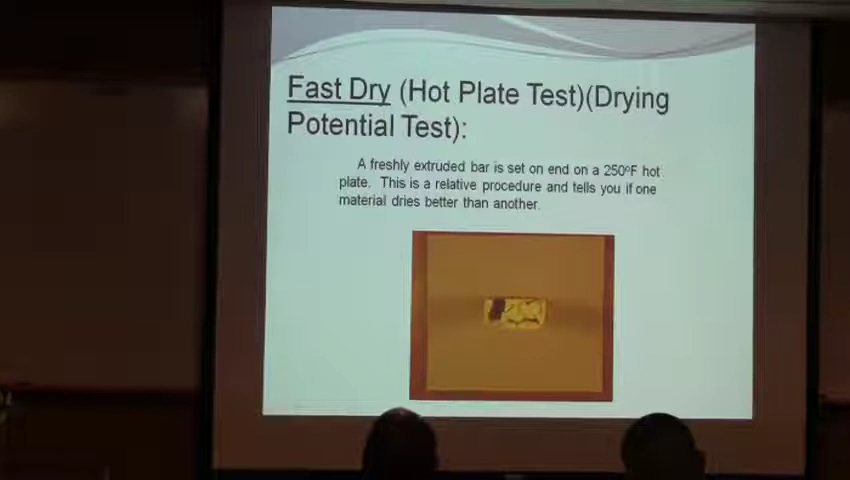 Fast Dry (Hot Plate Test)(Drying
Potential Test):
A freshly extruded bar is set on end on a 250ºF hot
plate. This is a relative procedure and tells you if one
material dries better than another.